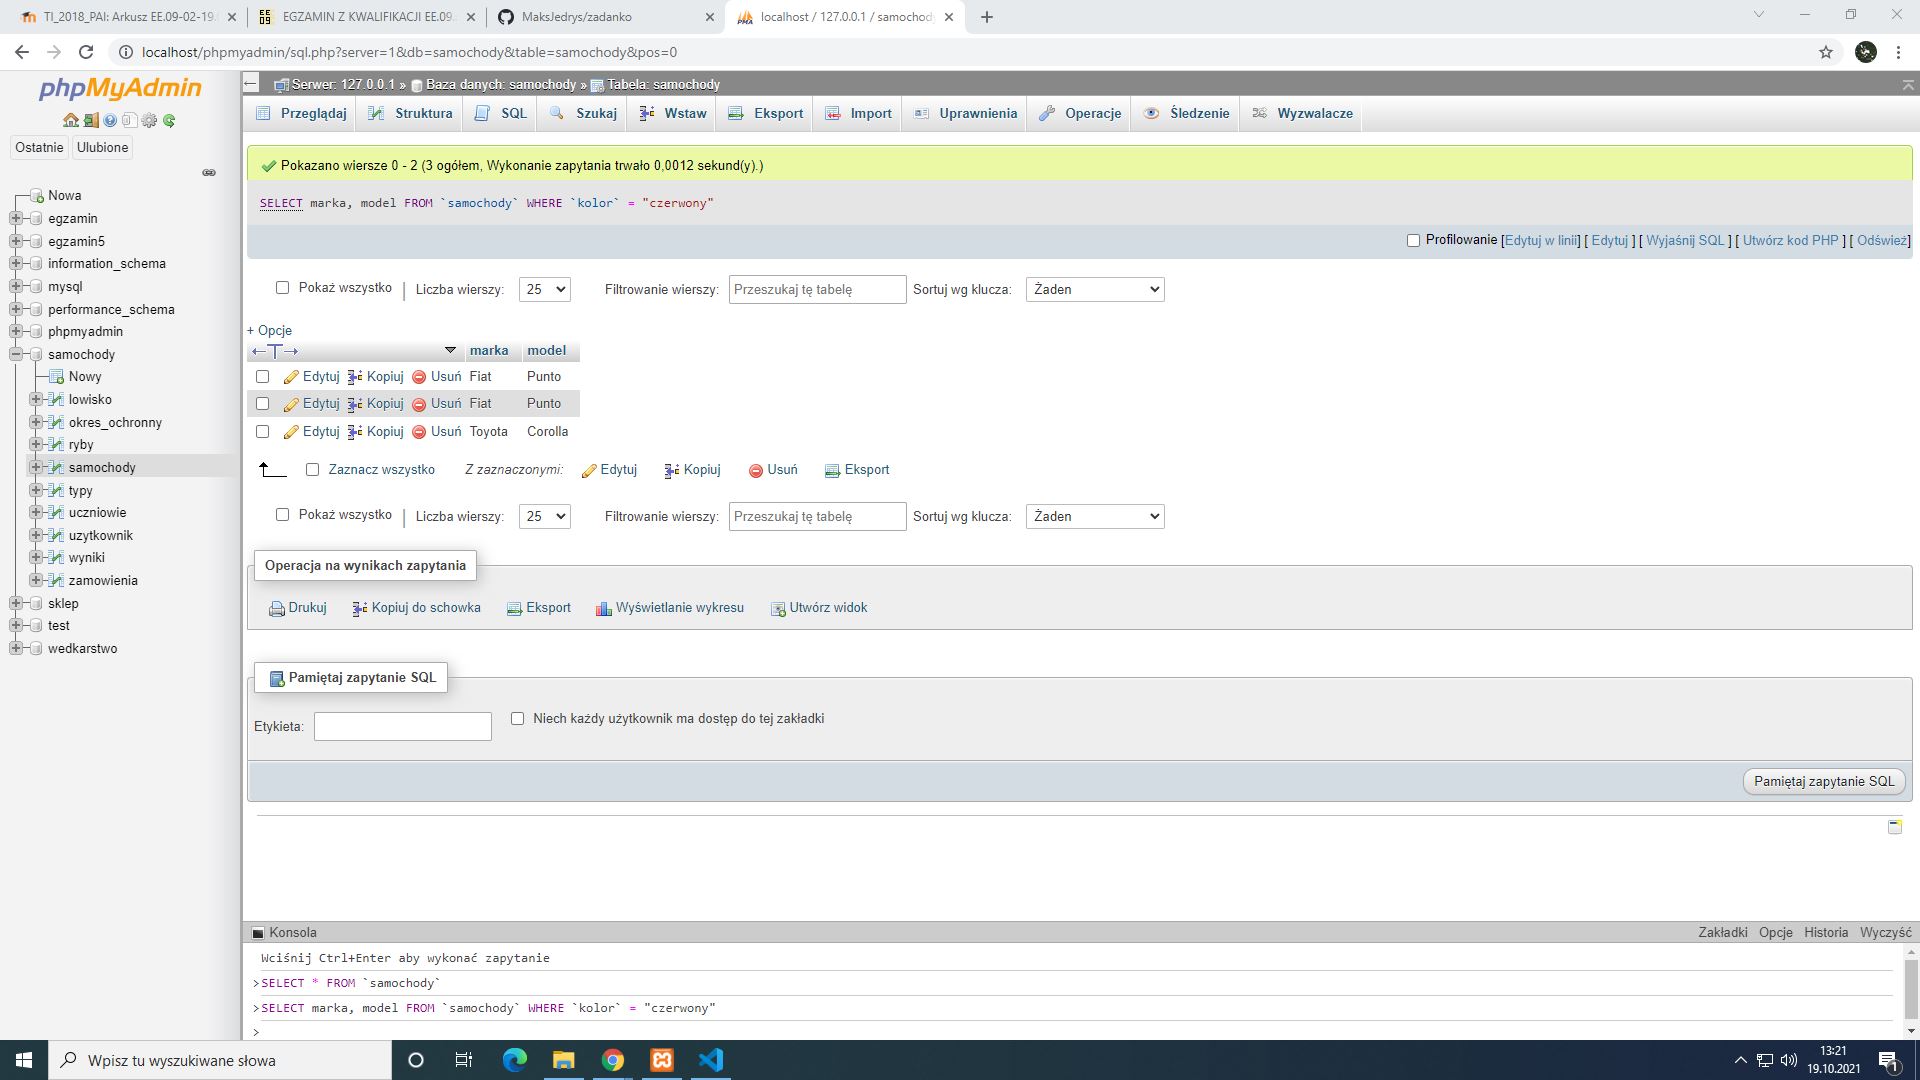 TI_2018_PAI: Arkusz EE.09-02-19.
EGZAMIN Z KWALIFIKACJI EE.09
MaksJedrys/zadanko
localhost / 127.0.0.1 / samochody
localhost/phpmyadmin/sql.php?server=1&db=samochody&table=samochody&pos=0
phpMyAdmin
Ostatnie Ulubione
Nowa
egzamin
egzamin5
information_schema
mysql
performance_schema
phpmyadmin
samochody
Nowy
lowisko
okres_ochronny
ryby
samochody
typy
uczniowie
uzytkownik
wyniki
zamowienia
sklep
test
wedkarstwo
Serwer: 127.0.0.1 » Baza danych: samochody » Tabela: samochody
Przeglądaj Struktura SQL Szukaj Wstaw Eksport Import Uprawnienia Operacje Śledzenie Wyzwalacze
Pokazano wiersze 0 - 2 (3 ogółem, Wykonanie zapytania trwało 0,0012 sekund(y).)
SELECT marka, model FROM `samochody` WHERE `kolor` = "czerwony"
Profilowanie [Edytuj w linii] [ Edytuj ] [ Wyjaśnij SQL ] [ Utwórz kod PHP ] [ Odśwież]
Pokaż wszystko | Liczba wierszy: 25 Filtrowanie wierszy: Przeszukaj tę tabelę Sortuj wg klucza: Żaden
+ Opcje
←T→ marka model
Edytuj Kopiuj Usuń Fiat Punto
Edytuj Kopiuj Usuń Fiat Punto
Edytuj Kopiuj Usuń Toyota Corolla
Zaznacz wszystko Z zaznaczonymi: Edytuj Kopiuj Usuń Eksport
Pokaż wszystko | Liczba wierszy: 25 Filtrowanie wierszy: Przeszukaj tę tabelę Sortuj wg klucza: Żaden
Operacja na wynikach zapytania
Drukuj Kopiuj do schowka Eksport Wyświetlanie wykresu Utwórz widok
Pamiętaj zapytanie SQL
Etykieta: Niech każdy użytkownik ma dostęp do tej zakładki
Pamiętaj zapytanie SQL
Konsola Zakładki Opcje Historia Wyczyść
Wciśnij Ctrl+Enter aby wykonać zapytanie
>SELECT * FROM `samochody`
>SELECT marka, model FROM `samochody` WHERE `kolor` = "czerwony"
>
Wpisz tu wyszukiwane słowa
13:21
19.10.2021
1